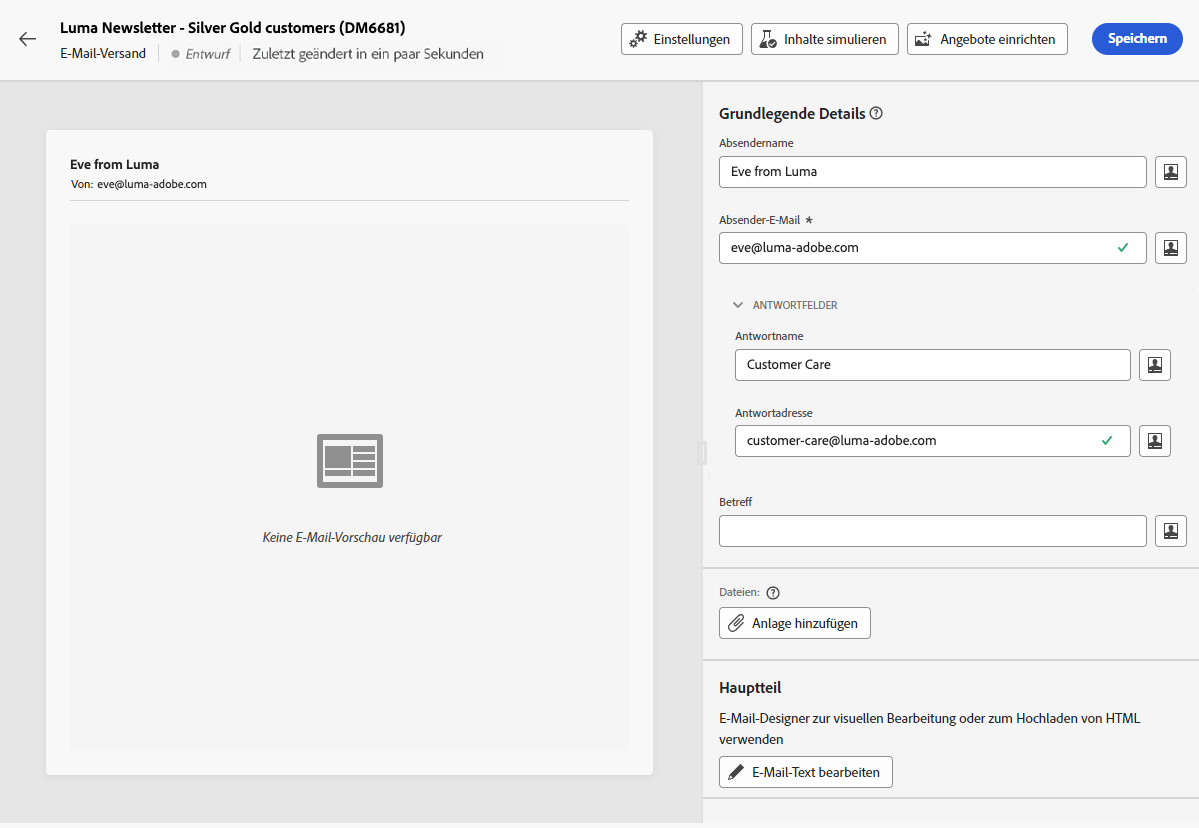 Luma Newsletter - Silver Gold customers (DM6681)
E-Mail-Versand
Entwurf
Zuletzt geändert in ein paar Sekunden
Einstellungen
Inhalte simulieren
Angebote einrichten
Speichern
Eve from Luma
Von: eve@luma-adobe.com
Keine E-Mail-Vorschau verfügbar
Grundlegende Details
Absendername
Eve from Luma
Absender-E-Mail *
eve@luma-adobe.com
ANTWORTFELDER
Antwortname
Customer Care
Antwortadresse
customer-care@luma-adobe.com
Betreff
Dateien:
Anlage hinzufügen
Hauptteil
E-Mail-Designer zur visuellen Bearbeitung oder zum Hochladen von HTML
verwenden
E-Mail-Text bearbeiten